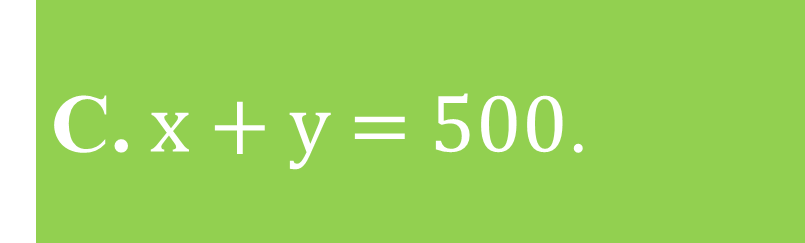 C. x + y = 500.